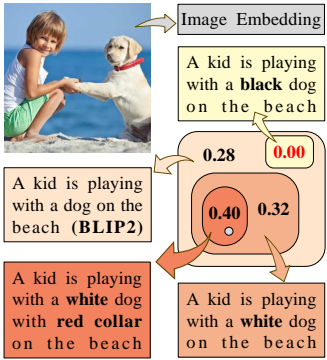 Image Embedding
A kid is playing
with a black dog
on the beach
0.28
0.00
A kid is playing
with a dog on the
beach (BLIP2)
0.40
0.32
A kid is playing
with a white dog
with red collar
on the beach
A kid is playing
with a white dog
on the beach